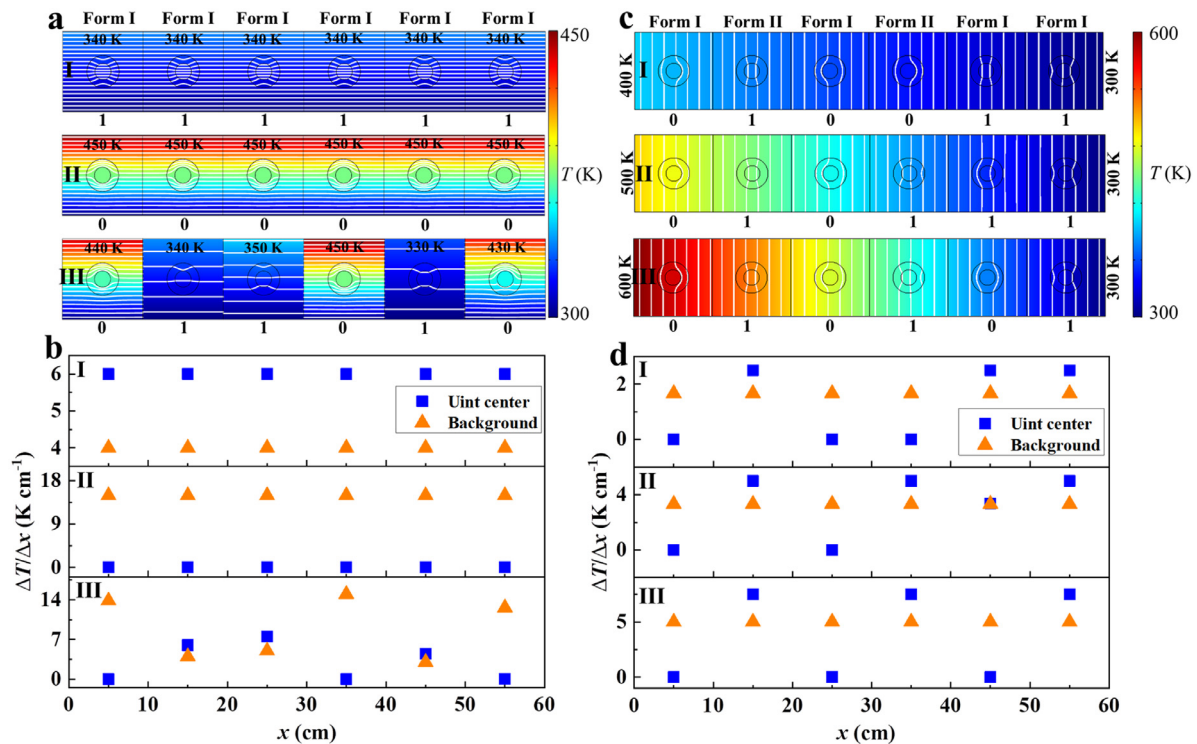 a
Form I Form I Form I Form I Form I Form I
340 K 340 K 340 K 340 K 340 K 340 K
I
1 1 1 1 1 1
450 K 450 K 450 K 450 K 450 K 450 K
II
0 0 0 0 0 0
440 K 340 K 350 K 450 K 330 K 430 K
III
0 1 1 0 1 0
450
T (K)
300
c
Form I Form II Form I Form II Form I Form I
400 K I 300 K
0 1 0 0 1 1
500 K II 300 K
0 1 0 1 1 1
600 K III 300 K
0 1 0 1 0 1
600
T (K)
300
b
I
6
5
4
Uint center
Background
II
18
9
0
III
14
7
0
ΔT/Δx (K cm⁻¹)
0 10 20 30 40 50 60
x (cm)
d
I
2
0
Uint center
Background
II
4
0
III
5
0
ΔT/Δx (K cm⁻¹)
0 10 20 30 40 50 60
x (cm)